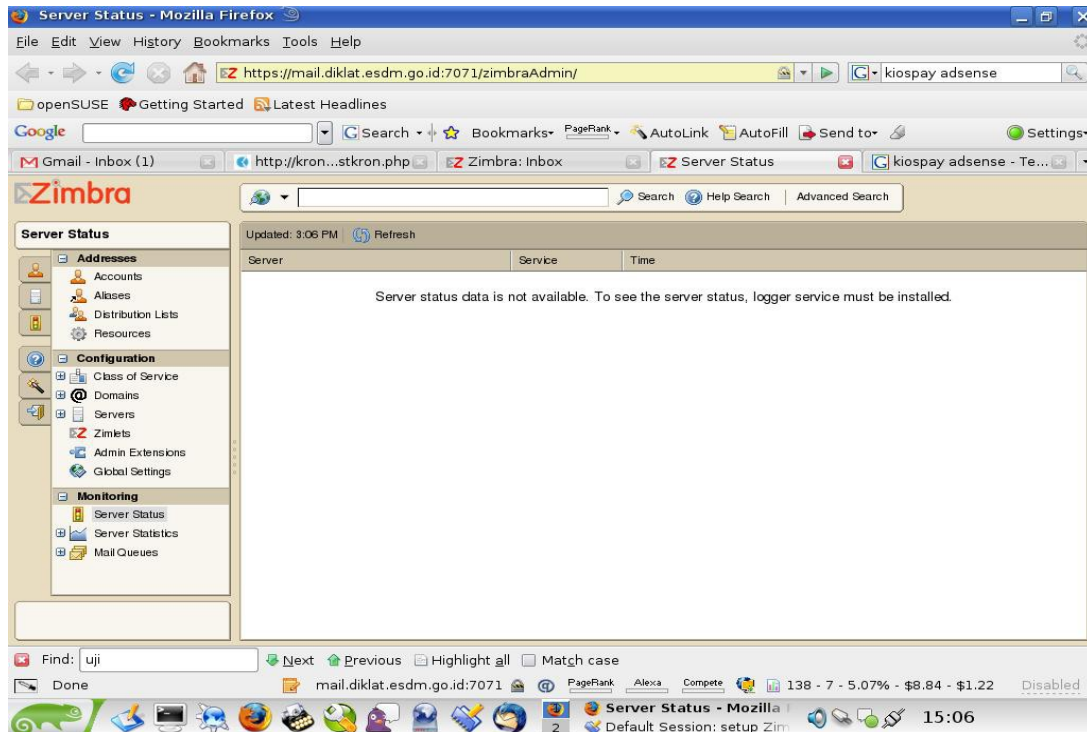 Server Status - Mozilla Firefox
File Edit View History Bookmarks Tools Help
https://mail.diklat.esdm.go.id:7071/zimbraAdmin/
G kiospay adsense
openSUSE Getting Started Latest Headlines
Google G Search Bookmarks PageRank AutoLink AutoFill Send to Settings
Gmail - Inbox (1) http://kron...stkron.php Zimbra: Inbox Server Status kiospay adsense - Te...
Zimbra
Search Help Search Advanced Search
Server Status
Updated: 3:06 PM Refresh
Server Service Time
Server status data is not available. To see the server status, logger service must be installed.
Addresses
Accounts
Aliases
Distribution Lists
Resources
Configuration
Class of Service
Domains
Servers
Zimlets
Admin Extensions
Global Settings
Monitoring
Server Status
Server Statistics
Mail Queues
Find: uji Next Previous Highlight all Match case
Done mail.diklat.esdm.go.id:7071 PageRank Alexa Compete 138 - 7 - 5.07% - $8.84 - $1.22 Disabled
2
Server Status - Mozilla
Default Session: setup Zim
15:06